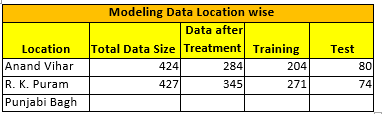 Modeling Data Location wise
Location Total Data Size Data after Treatment Training Test
Anand Vihar 424 284 204 80
R. K. Puram 427 345 271 74
Punjabi Bagh